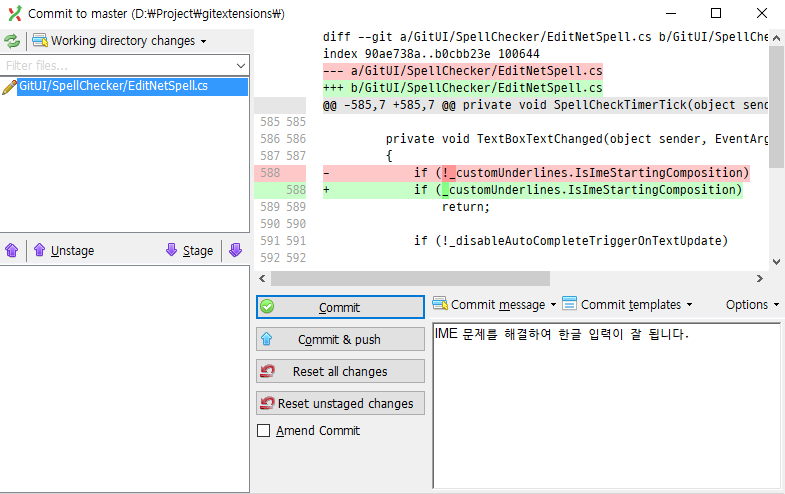 Commit to master (D:₩Project₩gitextensions₩)
Working directory changes
Filter files...
GitUI/SpellChecker/EditNetSpell.cs
Unstage
Stage
diff --git a/GitUI/SpellChecker/EditNetSpell.cs b/GitUI/SpellChe
index 90ae738a..b0cbb23e 100644
--- a/GitUI/SpellChecker/EditNetSpell.cs
+++ b/GitUI/SpellChecker/EditNetSpell.cs
@@ -585,7 +585,7 @@ private void SpellCheckTimerTick(object send
585 585
586 586 private void TextBoxTextChanged(object sender, EventArg
587 587 {
588 - if (!_customUnderlines.IsImeStartingComposition)
588 + if (_customUnderlines.IsImeStartingComposition)
589 589 return;
590 590
591 591 if (!_disableAutoCompleteTriggerOnTextUpdate)
592 592
Commit
Commit & push
Reset all changes
Reset unstaged changes
Amend Commit
Commit message
Commit templates
Options
IME 문제를 해결하여 한글 입력이 잘 됩니다.